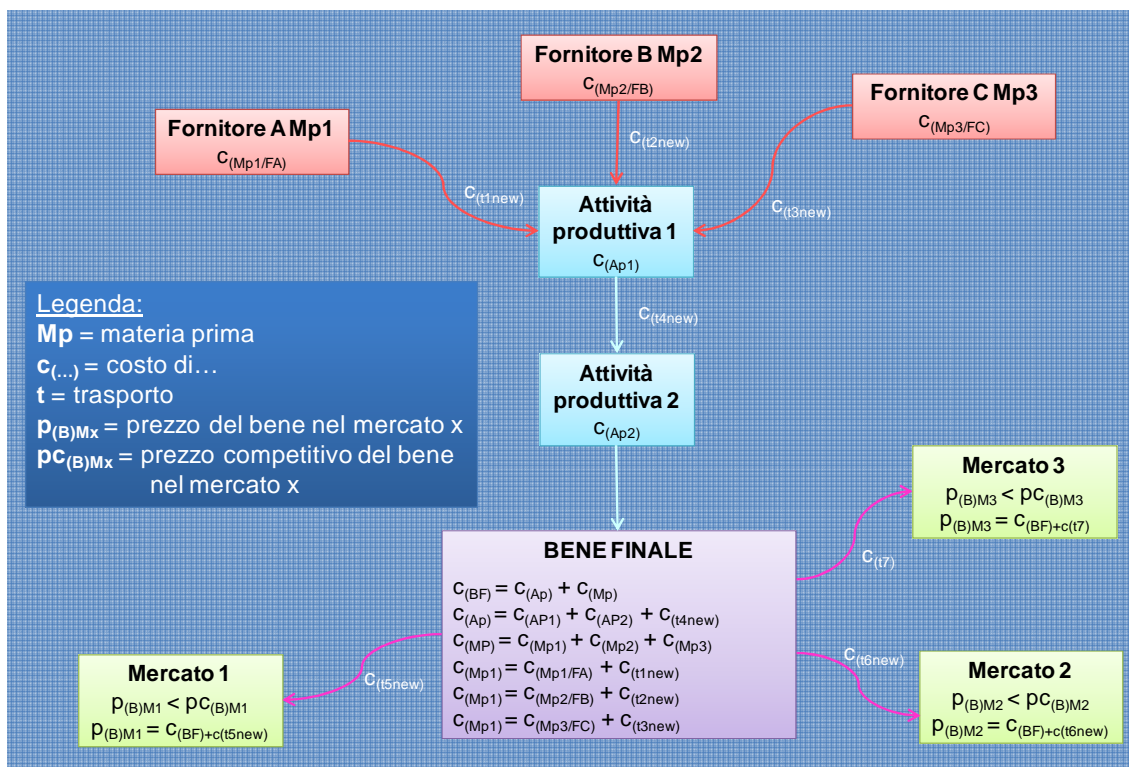 Fornitore B Mp2
c(Mp2/FB)
Fornitore C Mp3
c(Mp3/FC)
Fornitore A Mp1
c(Mp1/FA)
c(t2new)
c(t1new)
c(t3new)
Attività
produttiva 1
c(Ap1)
c(t4new)
Legenda:
Mp = materia prima
c(...) = costo di…
t = trasporto
p(B)Mx = prezzo del bene nel mercato x
pc(B)Mx = prezzo competitivo del bene
nel mercato x
Attività
produttiva 2
c(Ap2)
Mercato 3
p(B)M3 < pc(B)M3
p(B)M3 = c(BF)+c(t7)
c(t7)
BENE FINALE
c(BF) = c(Ap) + c(Mp)
c(Ap) = c(AP1) + c(AP2) + c(t4new)
c(MP) = c(Mp1) + c(Mp2) + c(Mp3)
c(Mp1) = c(Mp1/FA) + c(t1new)
c(Mp1) = c(Mp2/FB) + c(t2new)
c(Mp1) = c(Mp3/FC) + c(t3new)
c(t5new)
Mercato 1
p(B)M1 < pc(B)M1
p(B)M1 = c(BF)+c(t5new)
c(t6new)
Mercato 2
p(B)M2 < pc(B)M2
p(B)M2 = c(BF)+c(t6new)